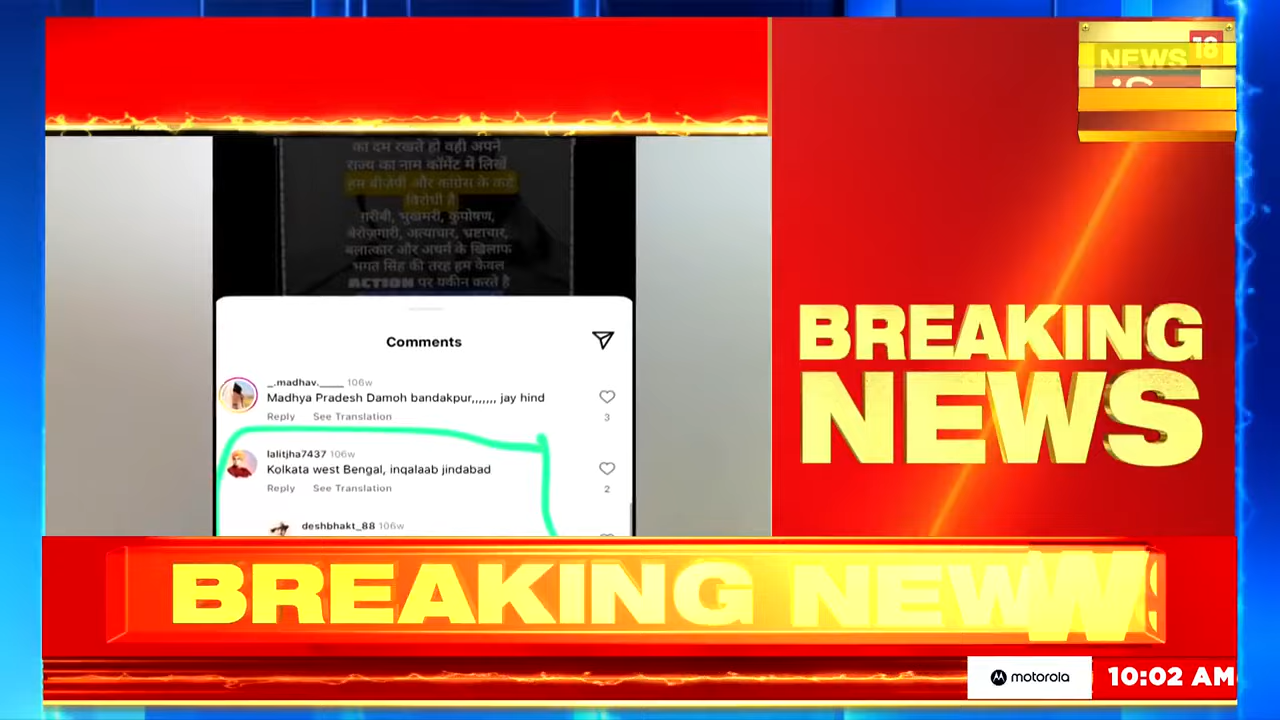 NEWS
18
का दम रखते हो वही अपने
राज्य का नाम कॉमेंट में लिखें
हम बीजेपी और कांग्रेस के कट्टर
विरोधी है
गरीबी, भुखमरी, कुपोषण,
बेरोज़गारी, अत्याचार, भ्रष्टाचार,
बलात्कार और अधर्म के खिलाफ
भगत सिंह की तरह हम केवल
ACTION पर यकीन करते है
Comments
_.madhav.____ 106w
Madhya Pradesh Damoh bandakpur,,,,,,, jay hind
Reply See Translation
3
lalitjha7437 106w
Kolkata west Bengal, inqalaab jindabad
Reply See Translation
2
deshbhakt_88 106w
BREAKING
NEWS
BREAKING NEWS
motorola
10:02 AM